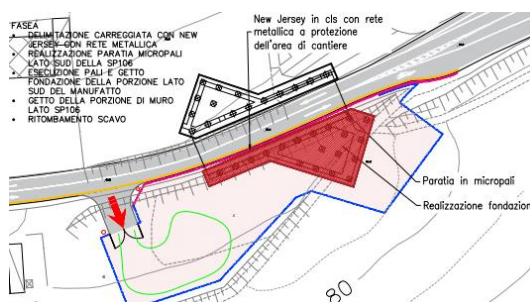 FASEA
DELIMITAZIONE CARREGGIATA CON NEW
JERSEY CON RETE METALLICA
REALIZZAZIONE PARATIA MICROPALI
LATO SUD DELLA SP106
ESECUZIONE PALI E GETTO
FONDAZIONE DELLA PORZIONE LATO
SUD DEL MANUFATTO
GETTO DELLA PORZIONE DI MURO
LATO SP106
RITOMBAMENTO SCAVO
New Jersey in cls con rete
metallica a protezione
dell'area di cantiere
Paratia in micropali
Realizzazione fondazion
80